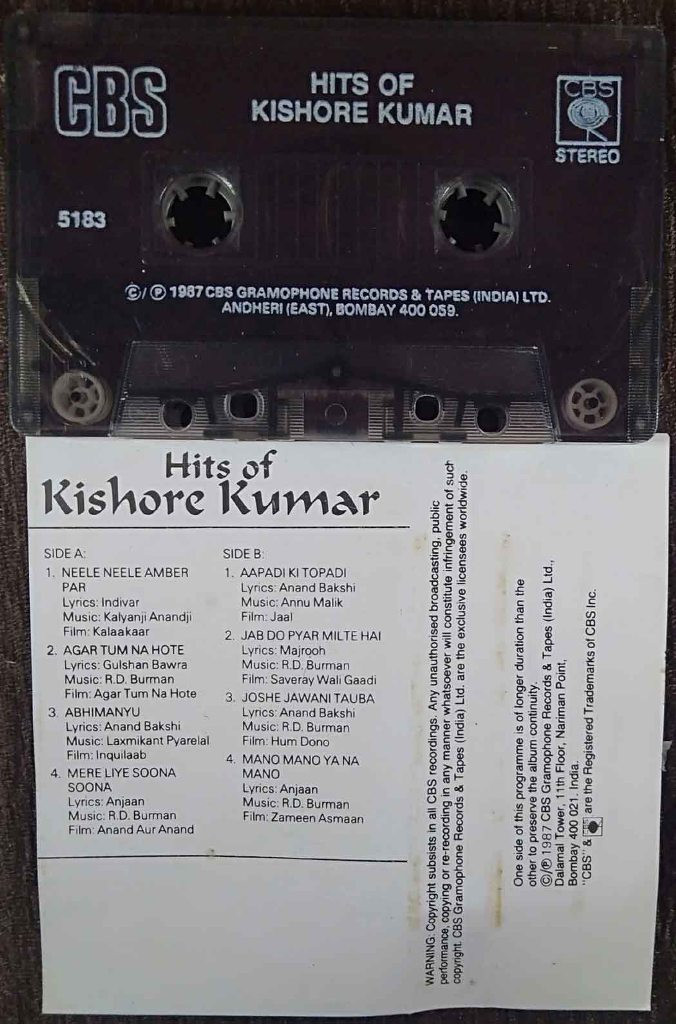 CBS
HITS OF
KISHORE KUMAR
CBS
STEREO
5183
©/℗ 1987 CBS GRAMOPHONE RECORDS & TAPES (INDIA) LTD.
ANDHERI (EAST), BOMBAY 400 059.
Hits of
Kishore Kumar
SIDE A:
1. NEELE NEELE AMBER
PAR
Lyrics: Indivar
Music: Kalyanji Anandji
Film: Kalaakaar
2. AGAR TUM NA HOTE
Lyrics: Gulshan Bawra
Music: R.D. Burman
Film: Agar Tum Na Hote
3. ABHIMANYU
Lyrics: Anand Bakshi
Music: Laxmikant Pyarelal
Film: Inquilaab
4. MERE LIYE SOONA
SOONA
Lyrics: Anjaan
Music: R.D. Burman
Film: Anand Aur Anand
SIDE B:
1. AAPADI KI TOPADI
Lyrics: Anand Bakshi
Music: Annu Malik
Film: Jaal
2. JAB DO PYAR MILTE HAI
Lyrics: Majrooh
Music: R.D. Burman
Film: Saveray Wali Gaadi
3. JOSHE JAWANI TAUBA
Lyrics: Anand Bakshi
Music: R.D. Burman
Film: Hum Dono
4. MANO MANO YA NA
MANO
Lyrics: Anjaan
Music: R.D. Burman
Film: Zameen Asmaan
WARNING: Copyright subsists in all CBS recordings. Any unauthorised broadcasting, public
performance, copying or re-recording in any manner whatsoever will constitute infringement of such
copyright. CBS Gramophone Records & Tapes (India) Ltd. are the exclusive licensees worldwide.
One side of this programme is of longer duration than the
other to preserve the album continuity.
©/℗ 1987 CBS Gramophone Records & Tapes (India) Ltd.,
Dalamal Tower, 11th Floor, Nariman Point,
Bombay 400 021. India.
"CBS" & CBS are the Registered Trademarks of CBS Inc.